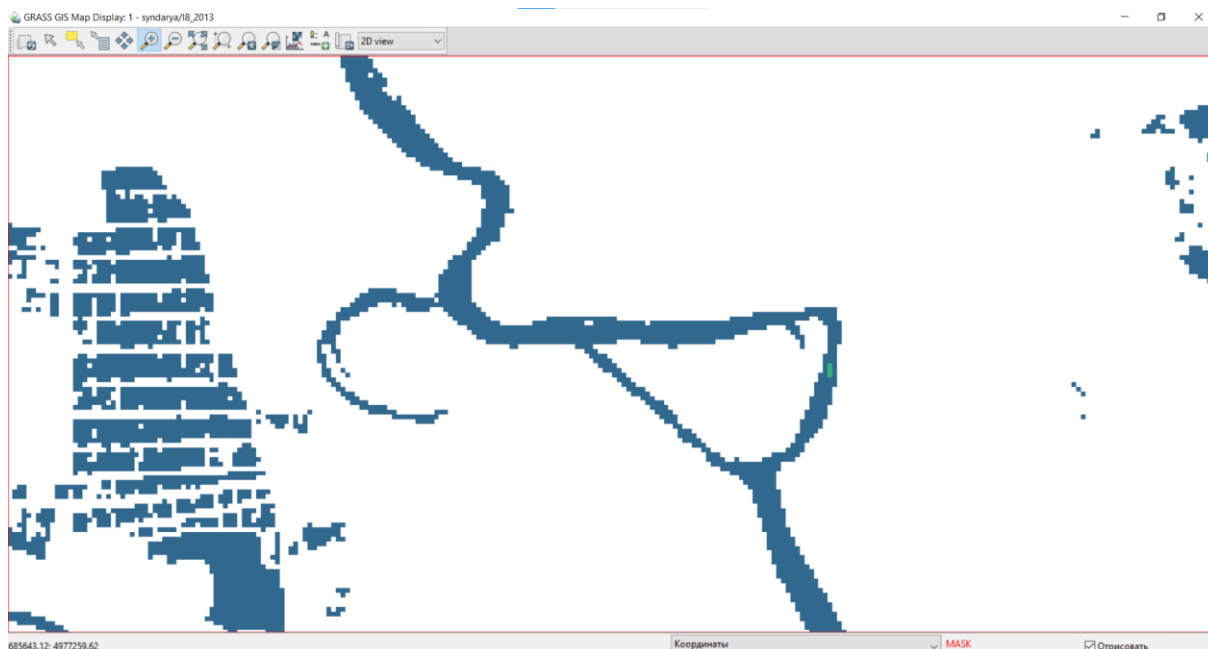 GRASS GIS Map Display: 1 - syndarya/l8_2013
2D view
685643.12; 4977259.62
Координаты
MASK
Отрисовать